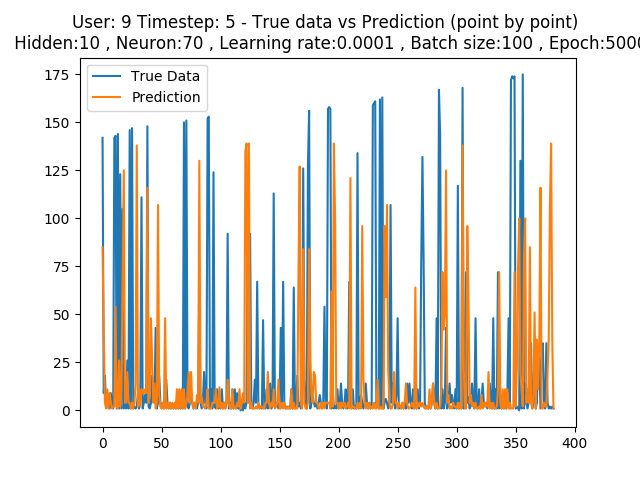 User: 9 Timestep: 5 - True data vs Prediction (point by point)
Hidden:10 , Neuron:70 , Learning rate:0.0001 , Batch size:100 , Epoch:5000
True Data
Prediction
175
150
125
100
75
50
25
0
0 50 100 150 200 250 300 350 400